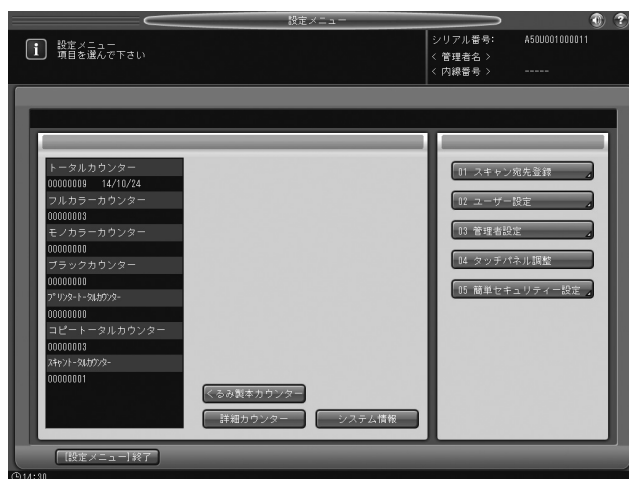 設定メニュー
設定メニュー
項目を選んで下さい
シリアル番号: A50U001000011
< 管理者名 >
< 内線番号 > -----
トータルカウンター
00000009 14/10/24
フルカラーカウンター
00000003
モノカラーカウンター
00000000
ブラックカウンター
00000000
プリンタートータルカウンター
00000000
コピートータルカウンター
00000003
スキャントータルカウンター
00000001
くるみ製本カウンター
詳細カウンター
システム情報
01 スキャン宛先登録
02 ユーザー設定
03 管理者設定
04 タッチパネル調整
05 簡単セキュリティー設定
[設定メニュー]終了
14:30